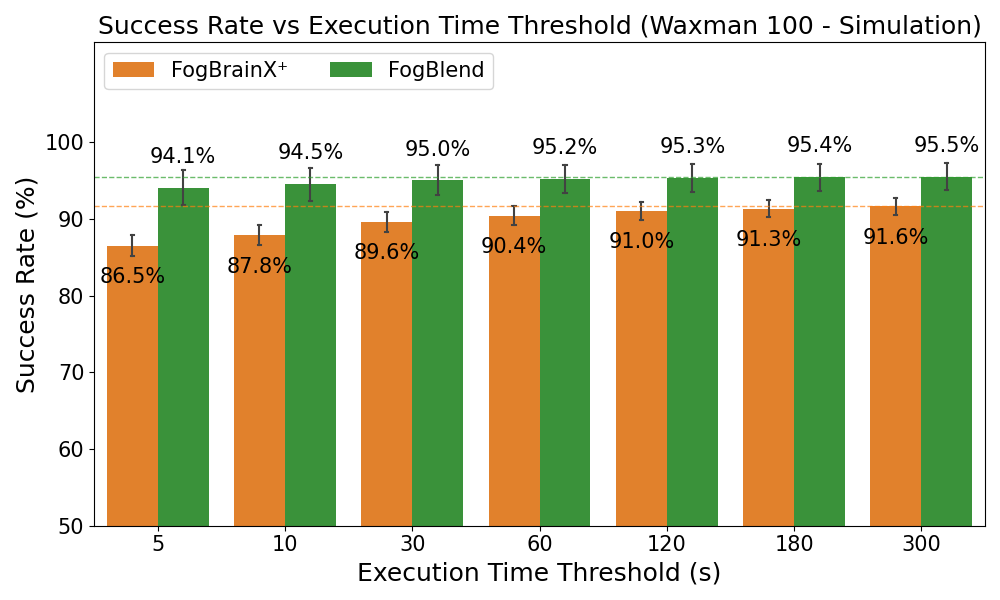 Success Rate vs Execution Time Threshold (Waxman 100 - Simulation)
FogBrainX⁺ FogBlend
Success Rate (%)
100
90
80
70
60
50
94.1% 94.5% 95.0% 95.2% 95.3% 95.4% 95.5%
86.5% 87.8% 89.6% 90.4% 91.0% 91.3% 91.6%
5 10 30 60 120 180 300
Execution Time Threshold (s)